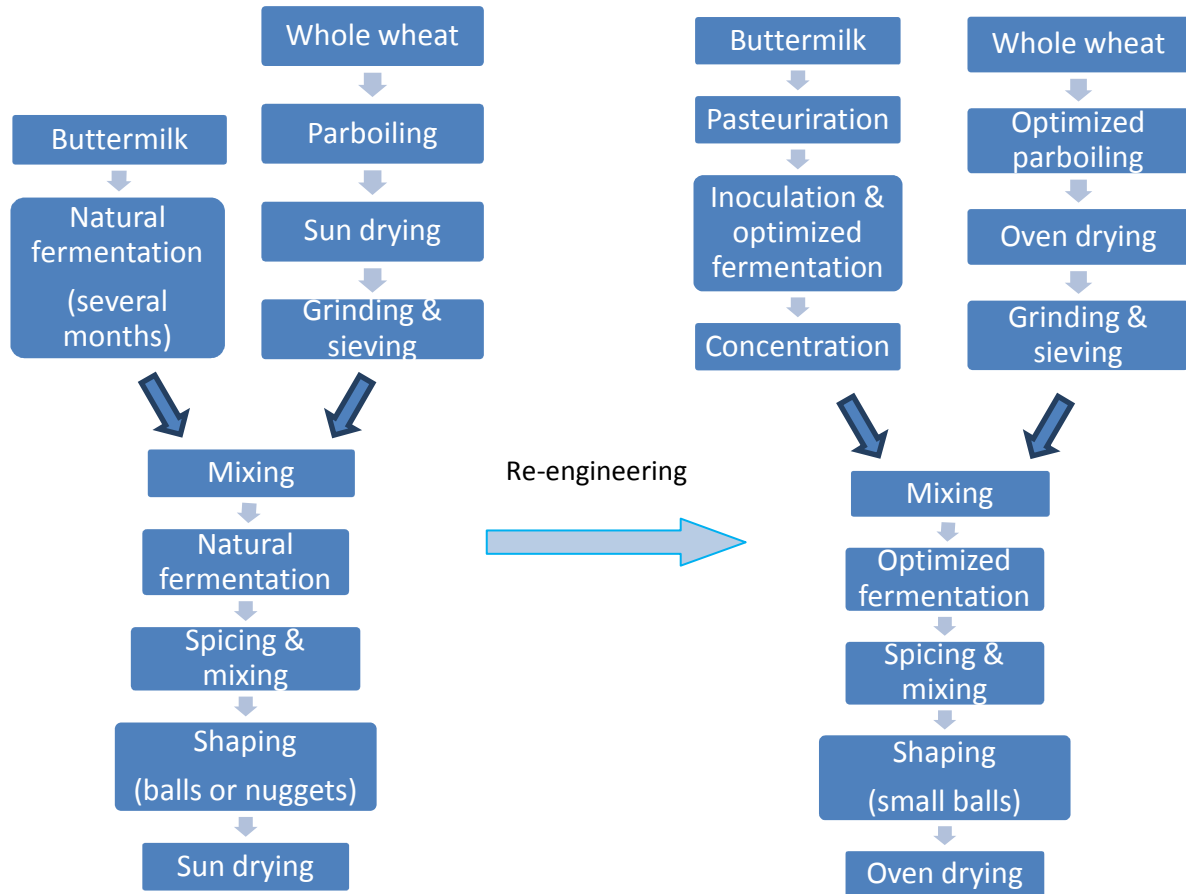 Whole wheat
Parboiling
Buttermilk
Sun drying
Natural
fermentation
(several
months)
Grinding &
sieving
Mixing
Natural
fermentation
Spicing &
mixing
Shaping
(balls or nuggets)
Sun drying
Re-engineering
Buttermilk
Pasteuriration
Inoculation &
optimized
fermentation
Concentration
Whole wheat
Optimized
parboiling
Oven drying
Grinding &
sieving
Mixing
Optimized
fermentation
Spicing &
mixing
Shaping
(small balls)
Oven drying